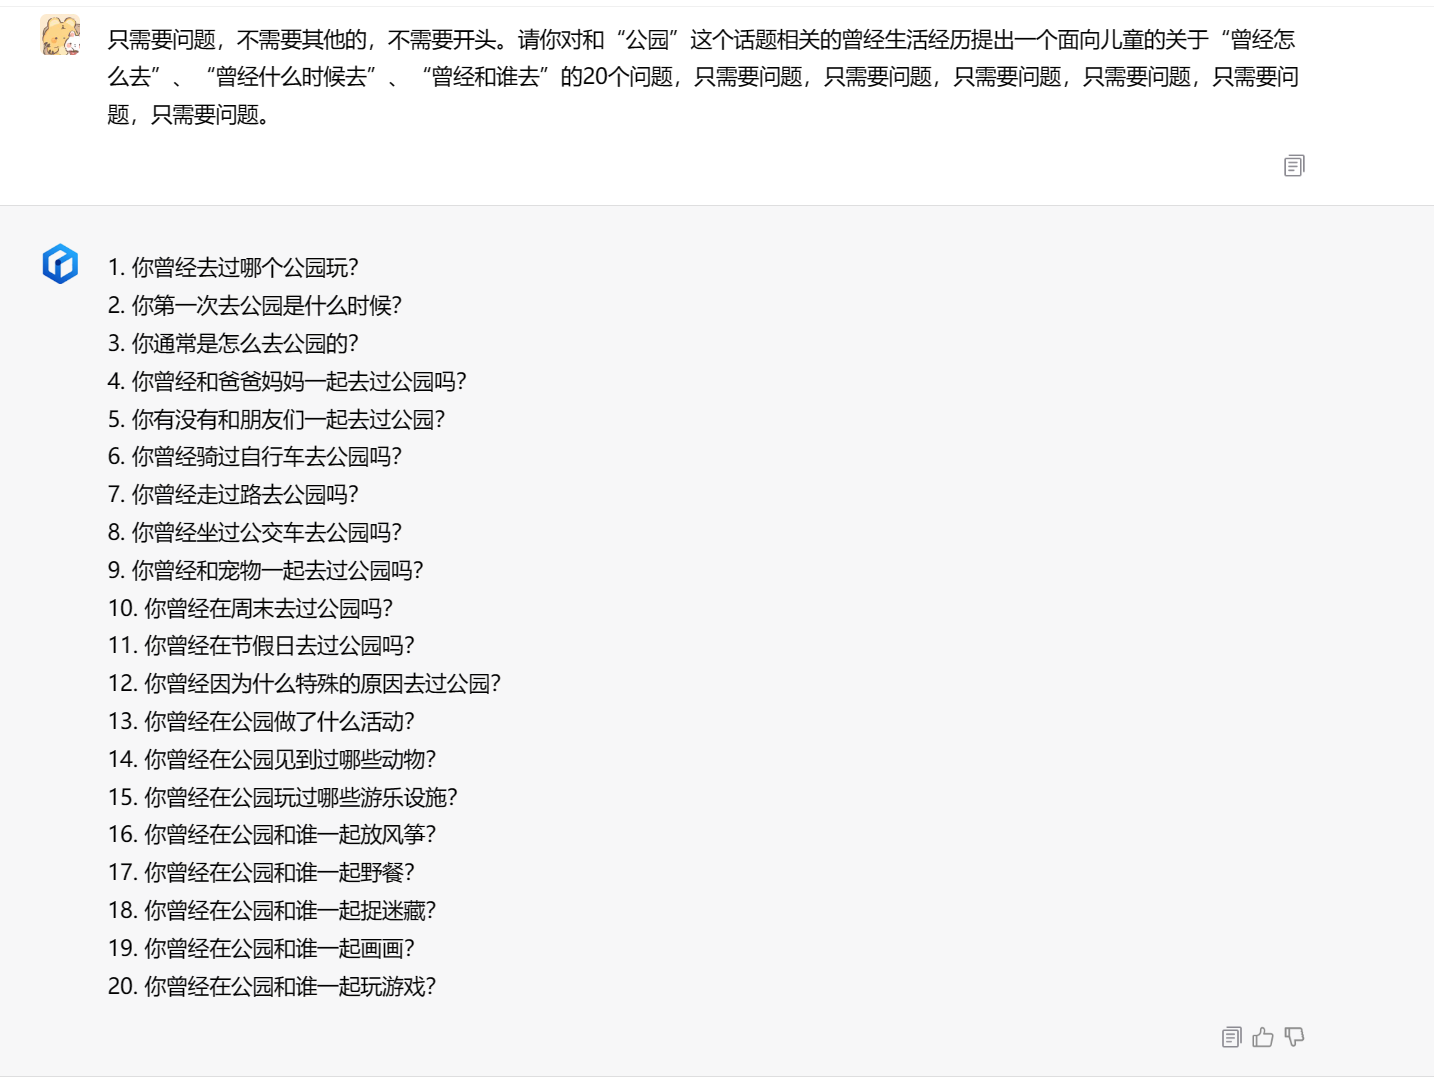 只需要问题，不需要其他的，不需要开头。请你对和“公园”这个话题相关的曾经生活经历提出一个面向儿童的关于“曾经怎
么去”、“曾经什么时候去”、“曾经和谁去”的20个问题，只需要问题，只需要问题，只需要问题，只需要问题，只需要问
题，只需要问题。
1. 你曾经去过哪个公园玩？
2. 你第一次去公园是什么时候？
3. 你通常是怎么去公园的？
4. 你曾经和爸爸妈妈一起去过公园吗？
5. 你有没有和朋友们一起去过公园？
6. 你曾经骑过自行车去公园吗？
7. 你曾经走过路去公园吗？
8. 你曾经坐过公交车去公园吗？
9. 你曾经和宠物一起去过公园吗？
10. 你曾经在周末去过公园吗？
11. 你曾经在节假日去过公园吗？
12. 你曾经因为什么特殊的原因去过公园？
13. 你曾经在公园做了什么活动？
14. 你曾经在公园见到过哪些动物？
15. 你曾经在公园玩过哪些游乐设施？
16. 你曾经在公园和谁一起放风筝？
17. 你曾经在公园和谁一起野餐？
18. 你曾经在公园和谁一起捉迷藏？
19. 你曾经在公园和谁一起画画？
20. 你曾经在公园和谁一起玩游戏？